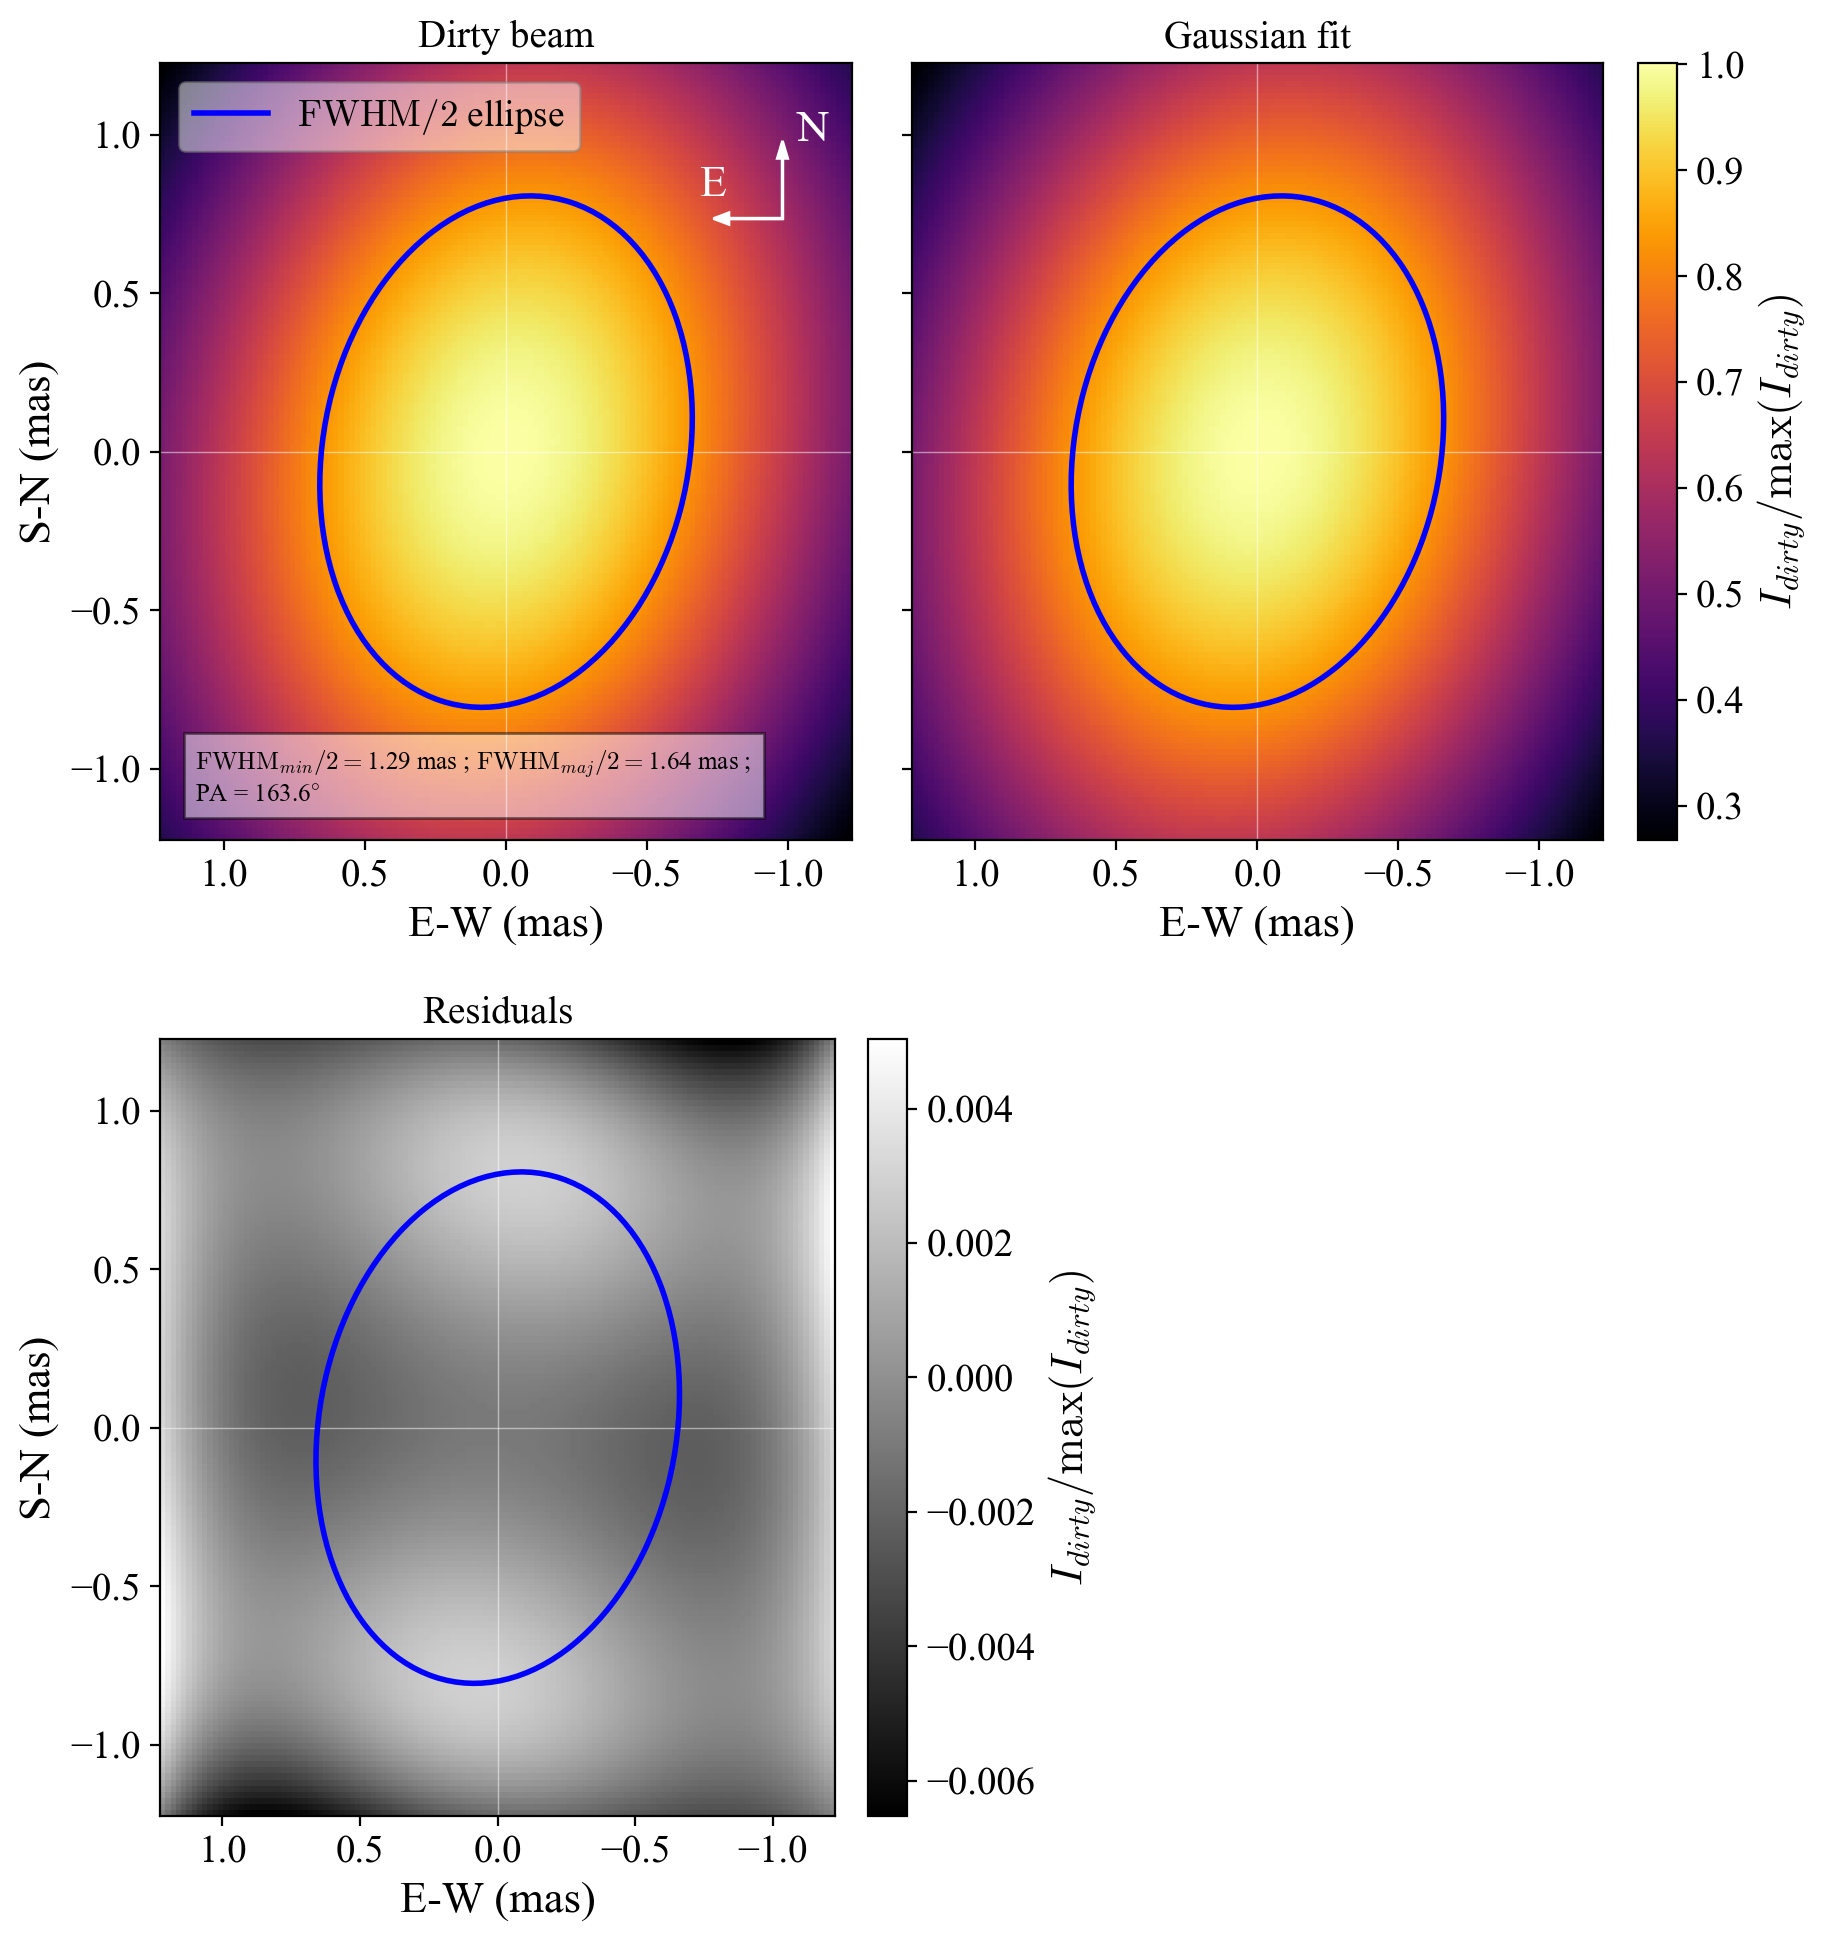 Dirty beam
FWHM/2 ellipse
N
E
1.0
0.5
0.0
−0.5
−1.0
S-N (mas)
FWHM_min/2 = 1.29 mas ; FWHM_maj/2 = 1.64 mas ;
PA = 163.6°
1.0 0.5 0.0 −0.5 −1.0
E-W (mas)
Gaussian fit
1.0 0.5 0.0 −0.5 −1.0
E-W (mas)
1.0
0.9
0.8
0.7
0.6
0.5
0.4
0.3
I_dirty/max(I_dirty)
Residuals
1.0
0.5
0.0
−0.5
−1.0
S-N (mas)
1.0 0.5 0.0 −0.5 −1.0
E-W (mas)
0.004
0.002
0.000
−0.002
−0.004
−0.006
I_dirty/max(I_dirty)